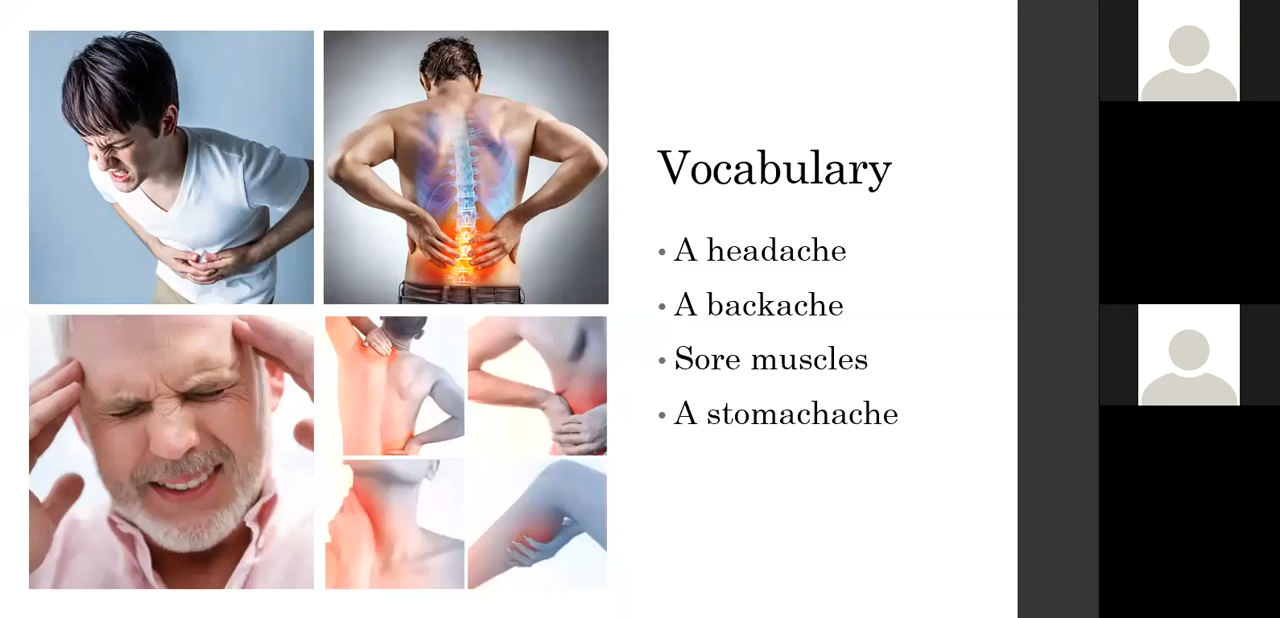 Vocabulary
• A headache
• A backache
• Sore muscles
• A stomachache